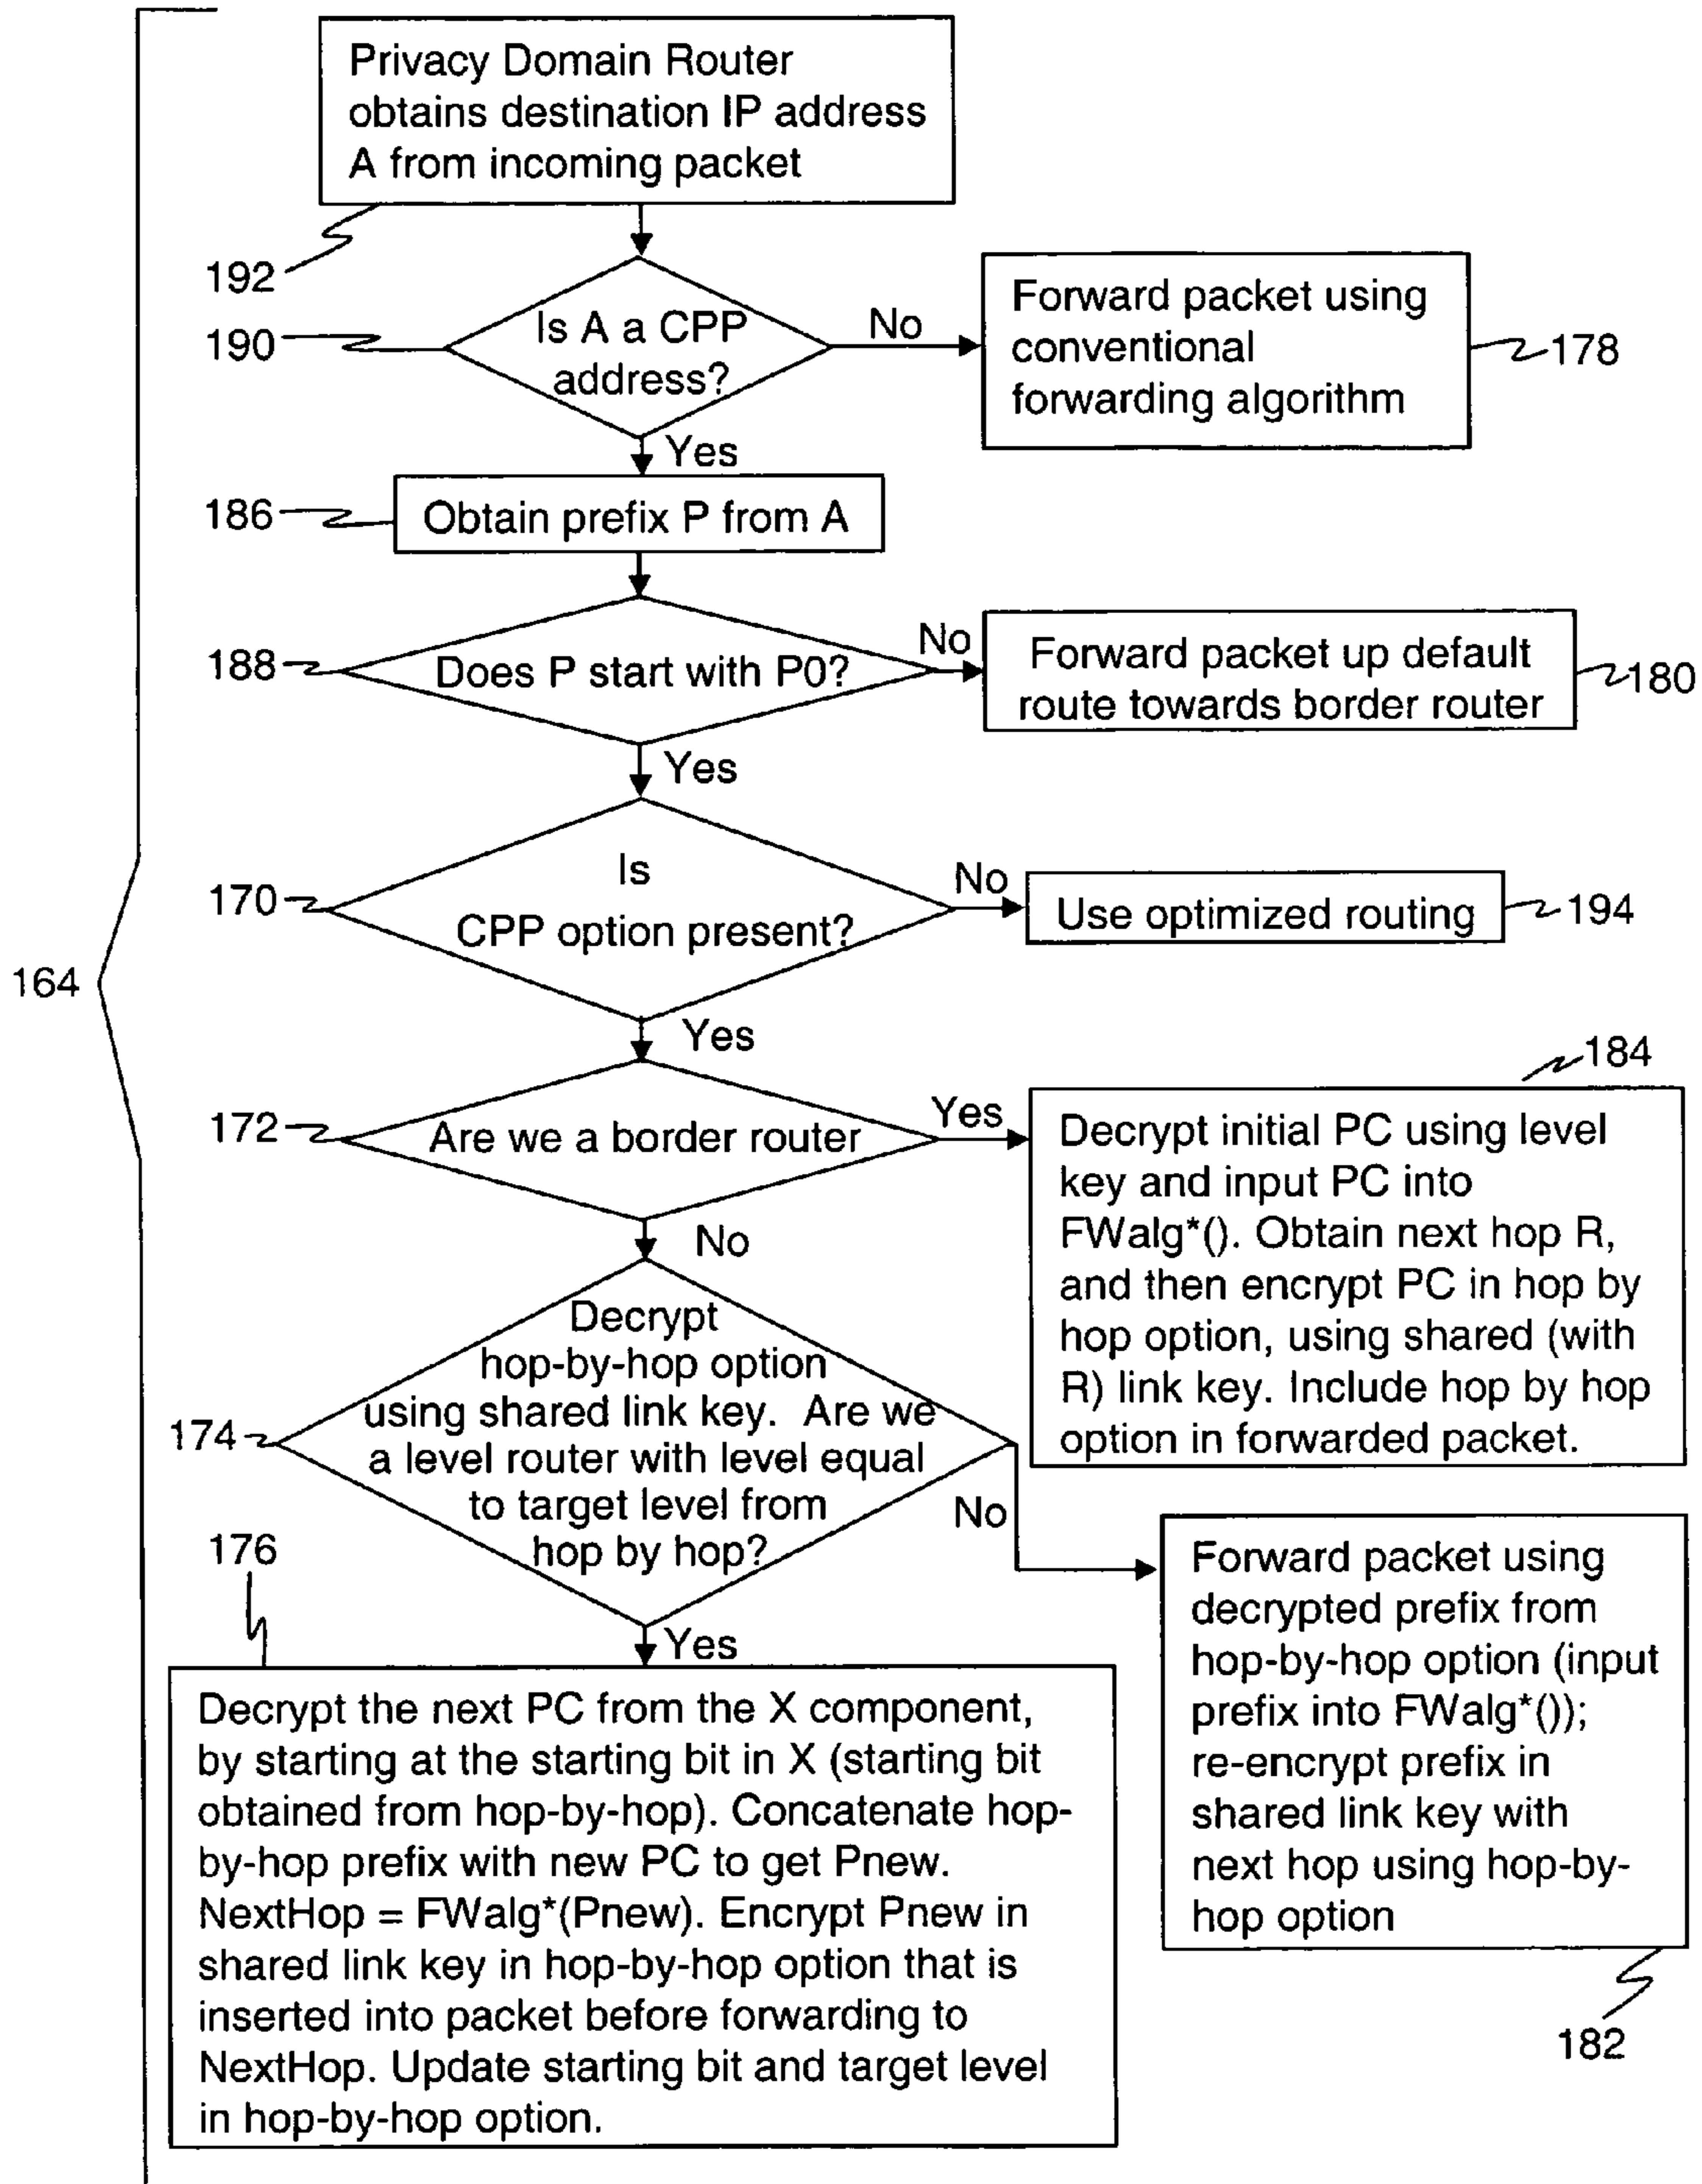 Privacy Domain Router
obtains destination IP address
A from incoming packet
192
190
Is A a CPP
address?
No
Forward packet using
conventional
forwarding algorithm
178
Yes
186
Obtain prefix P from A
188
Does P start with P0?
No
Forward packet up default
route towards border router
180
Yes
170
Is
CPP option present?
No
Use optimized routing
194
164
Yes
184
172
Are we a border router
Yes
Decrypt initial PC using level
key and input PC into
FWalg*(). Obtain next hop R,
and then encrypt PC in hop by
hop option, using shared (with
R) link key. Include hop by hop
option in forwarded packet.
No
174
Decrypt
hop-by-hop option
using shared link key. Are we
a level router with level equal
to target level from
hop by hop?
No
Forward packet using
decrypted prefix from
hop-by-hop option (input
prefix into FWalg*());
re-encrypt prefix in
shared link key with
next hop using hop-by-
hop option
182
176
Yes
Decrypt the next PC from the X component,
by starting at the starting bit in X (starting bit
obtained from hop-by-hop). Concatenate hop-
by-hop prefix with new PC to get Pnew.
NextHop = FWalg*(Pnew). Encrypt Pnew in
shared link key in hop-by-hop option that is
inserted into packet before forwarding to
NextHop. Update starting bit and target level
in hop-by-hop option.